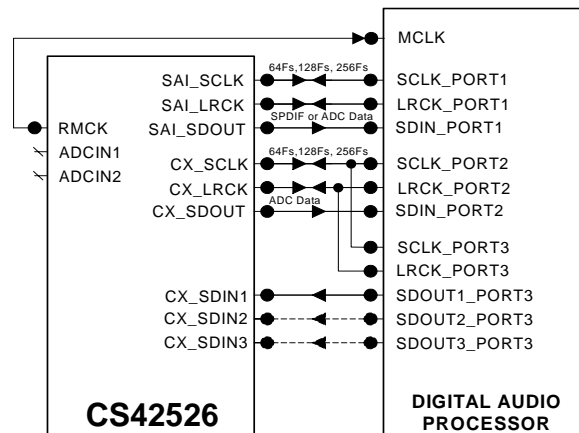 MCLK
64Fs,128Fs, 256Fs
SAI_SCLK
SCLK_PORT1
SAI_LRCK
LRCK_PORT1
SPDIF or ADC Data
RMCK
SAI_SDOUT
SDIN_PORT1
ADCIN1
64Fs,128Fs, 256Fs
CX_SCLK
SCLK_PORT2
ADCIN2
CX_LRCK
LRCK_PORT2
ADC Data
CX_SDOUT
SDIN_PORT2
SCLK_PORT3
LRCK_PORT3
CX_SDIN1
SDOUT1_PORT3
CX_SDIN2
SDOUT2_PORT3
CX_SDIN3
SDOUT3_PORT3
CS42526
DIGITAL AUDIO
PROCESSOR